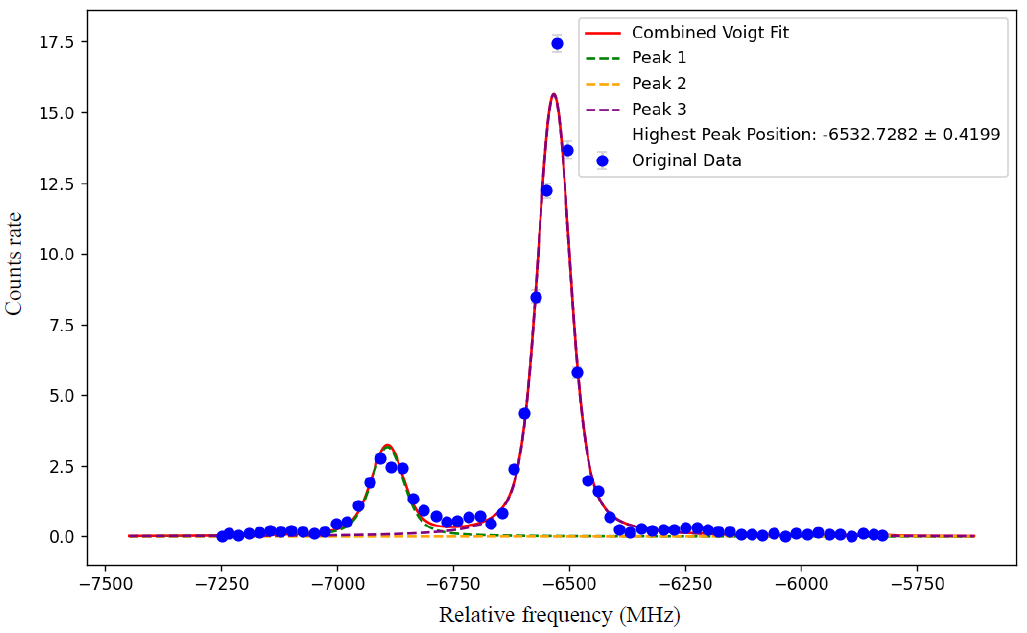 17.5
15.0
12.5
10.0
7.5
5.0
2.5
0.0
Counts rate
Combined Voigt Fit
Peak 1
Peak 2
Peak 3
Highest Peak Position: -6532.7282 ± 0.4199
Original Data
−7500 −7250 −7000 −6750 −6500 −6250 −6000 −5750
Relative frequency (MHz)